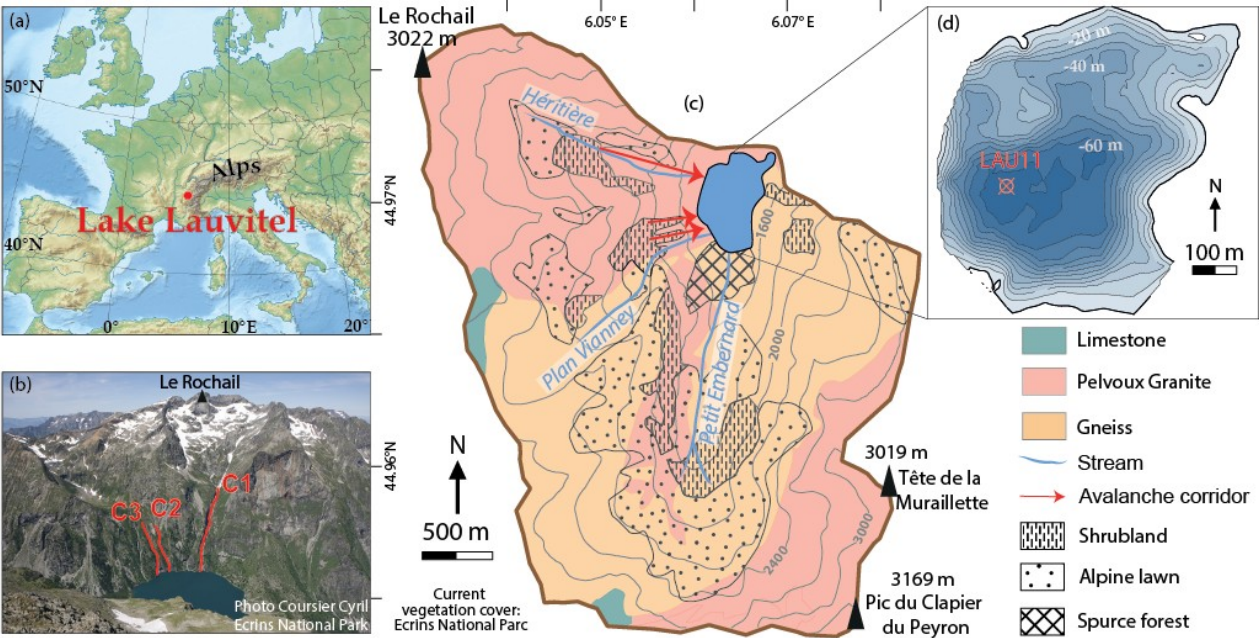 (a)
50°N
40°N
Alps
Lake Lauvitel
0°
10°E
20°
(b)
Le Rochail
C1
C2
C3
Photo Coursier Cyril
Ecrins National Park
Le Rochail
3022 m
6.05°E
6.07°E
(c)
Héritière
44.97°N
44.96°N
Plan Vianney
Petit Embernard
1600
2000
2400
3000
N
500 m
Current
vegetation cover:
Ecrins National Parc
3019 m
Tête de la
Muraillette
3169 m
Pic du Clapier
du Peyron
(d)
-20 m
-40 m
-60 m
LAU11
N
100 m
Limestone
Pelvoux Granite
Gneiss
Stream
Avalanche corridor
Shrubland
Alpine lawn
Spurce forest